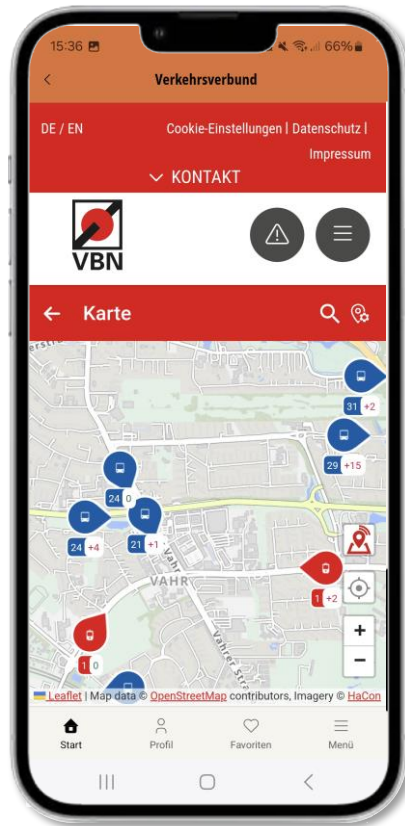 15:36
66%
Verkehrsverbund
DE / EN
Cookie-Einstellungen | Datenschutz |
Impressum
KONTAKT
VBN
Karte
31 +2
29 +15
24 0
24 +4
21 +1
VAHR
1 +2
Vahrer Stra
1 0
+
−
Leaflet | Map data © OpenStreetMap contributors, Imagery © HaCon
Start
Profil
Favoriten
Menü